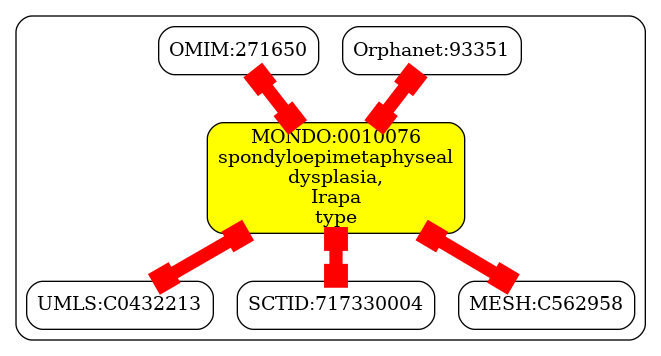 OMIM:271650
Orphanet:93351
MONDO:0010076
spondyloepimetaphyseal
dysplasia,
Irapa
type
UMLS:C0432213
SCTID:717330004
MESH:C562958